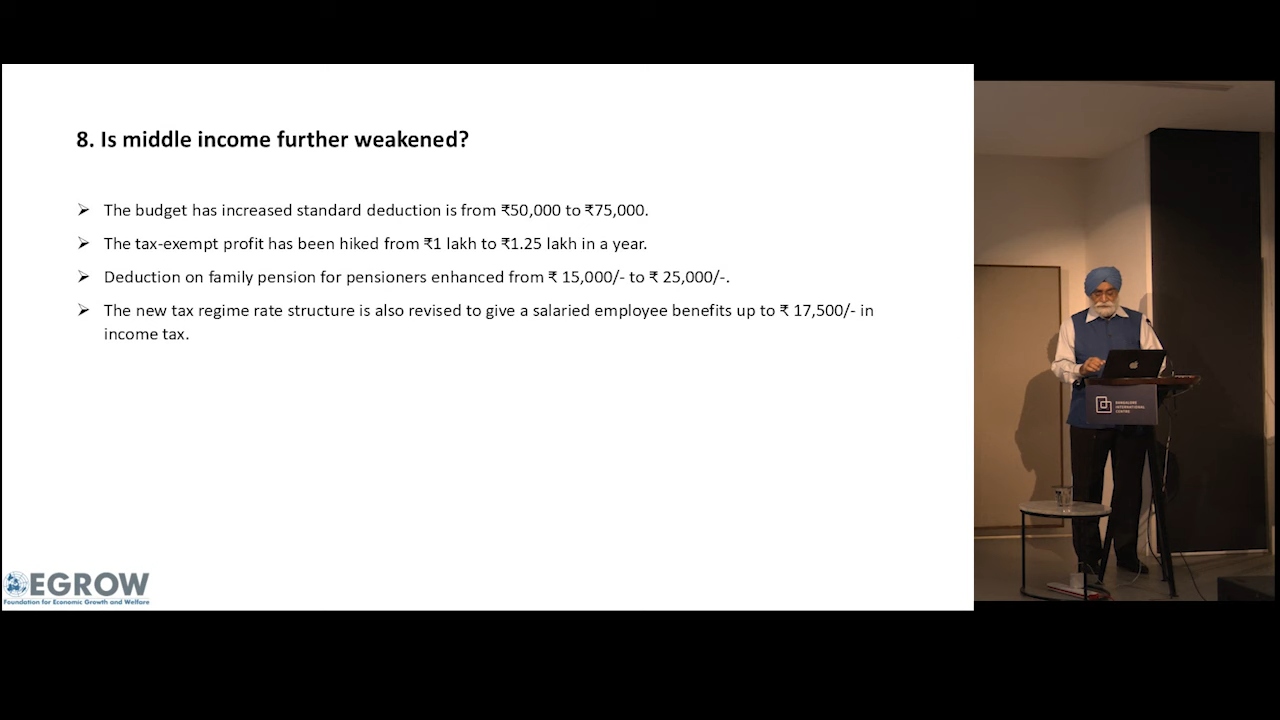 8. Is middle income further weakened?
➢ The budget has increased standard deduction is from ₹50,000 to ₹75,000.
➢ The tax-exempt profit has been hiked from ₹1 lakh to ₹1.25 lakh in a year.
➢ Deduction on family pension for pensioners enhanced from ₹ 15,000/- to ₹ 25,000/-.
➢ The new tax regime rate structure is also revised to give a salaried employee benefits up to ₹ 17,500/- in
income tax.
EGROW
Foundation for Economic Growth and Welfare
BANGALORE
INTERNATIONAL
CENTRE